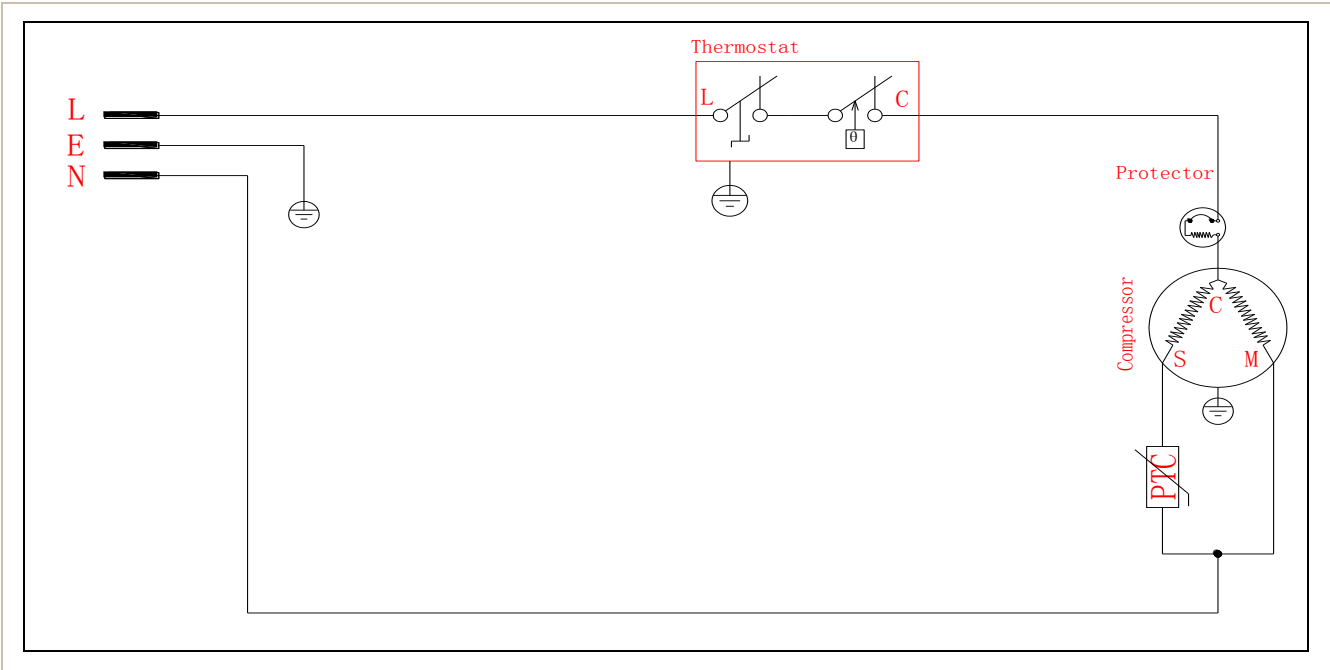 Thermostat
L
L
C
E
N
θ
Protector
Compressor
C
S
M
PTC